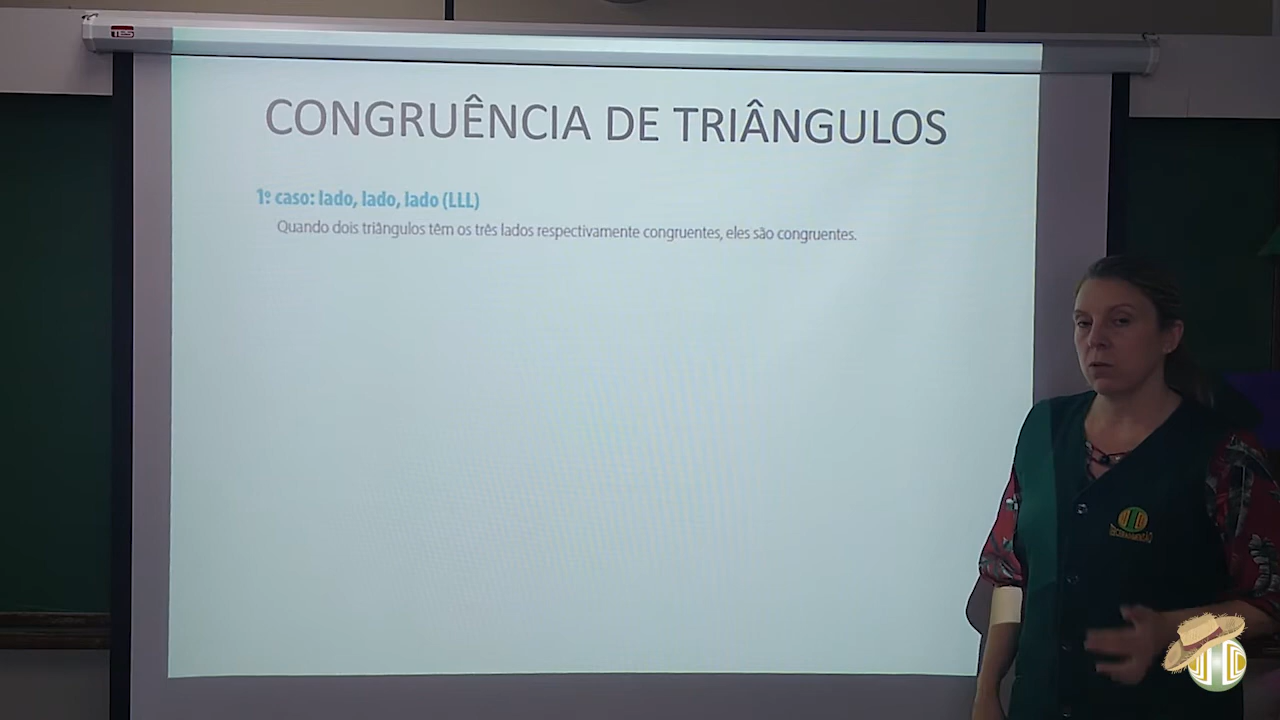 TES
CONGRUÊNCIA DE TRIÂNGULOS
1º caso: lado, lado, lado (LLL)
Quando dois triângulos têm os três lados respectivamente congruentes, eles são congruentes.